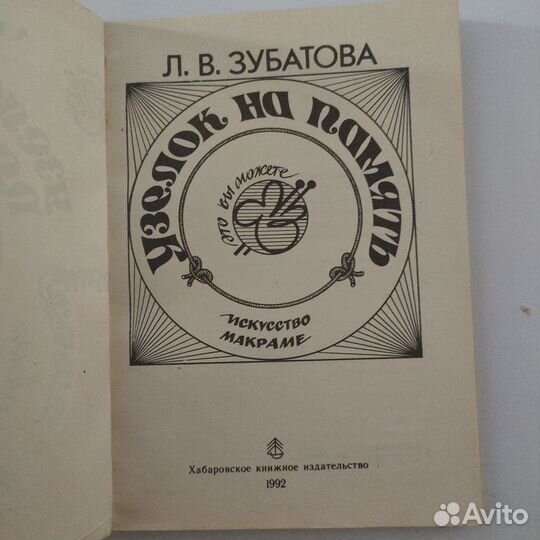 Л. В. ЗУБАТОВА
УЗЕЛОК НА ПАМЯТЬ
это вы можете
ИСКУССТВО
МАКРАМЕ
Хабаровское книжное издательство
1992
Avito